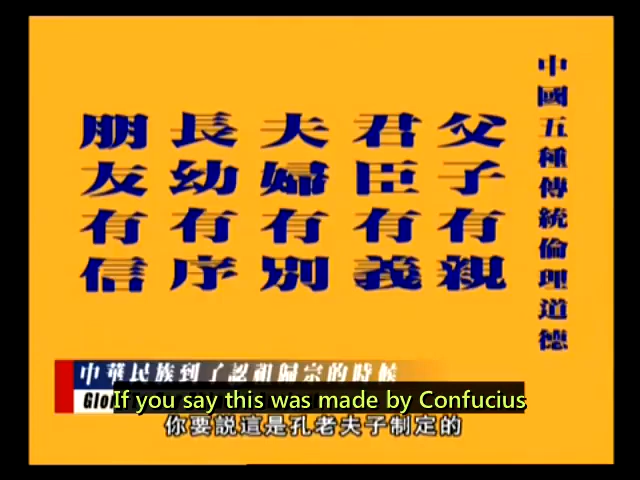 中國五種傳統倫理道德
父子有親
君臣有義
夫婦有別
長幼有序
朋友有信
中華民族到了認祖歸宗的時候
Glo
If you say this was made by Confucius
你要說這是孔老夫子制定的